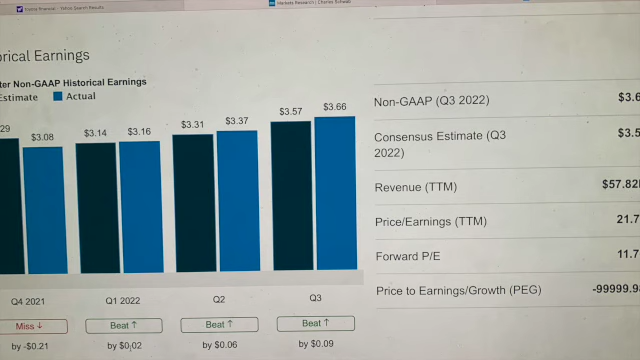 Yahoo Search Results
Markets Research | Charles Schwab
orical Earnings
ter Non-GAAP Historical Earnings
Estimate Actual
29 $3.08 $3.14 $3.16 $3.31 $3.37 $3.57 $3.66
Q4 2021 Q1 2022 Q2 Q3
Miss ↓ Beat ↑ Beat ↑ Beat ↑
by -$0.21 by $0.02 by $0.06 by $0.09
Non-GAAP (Q3 2022) $3.6
Consensus Estimate (Q3 $3.5
2022)
Revenue (TTM) $57.82
Price/Earnings (TTM) 21.7
Forward P/E 11.7
Price to Earnings/Growth (PEG) -99999.9